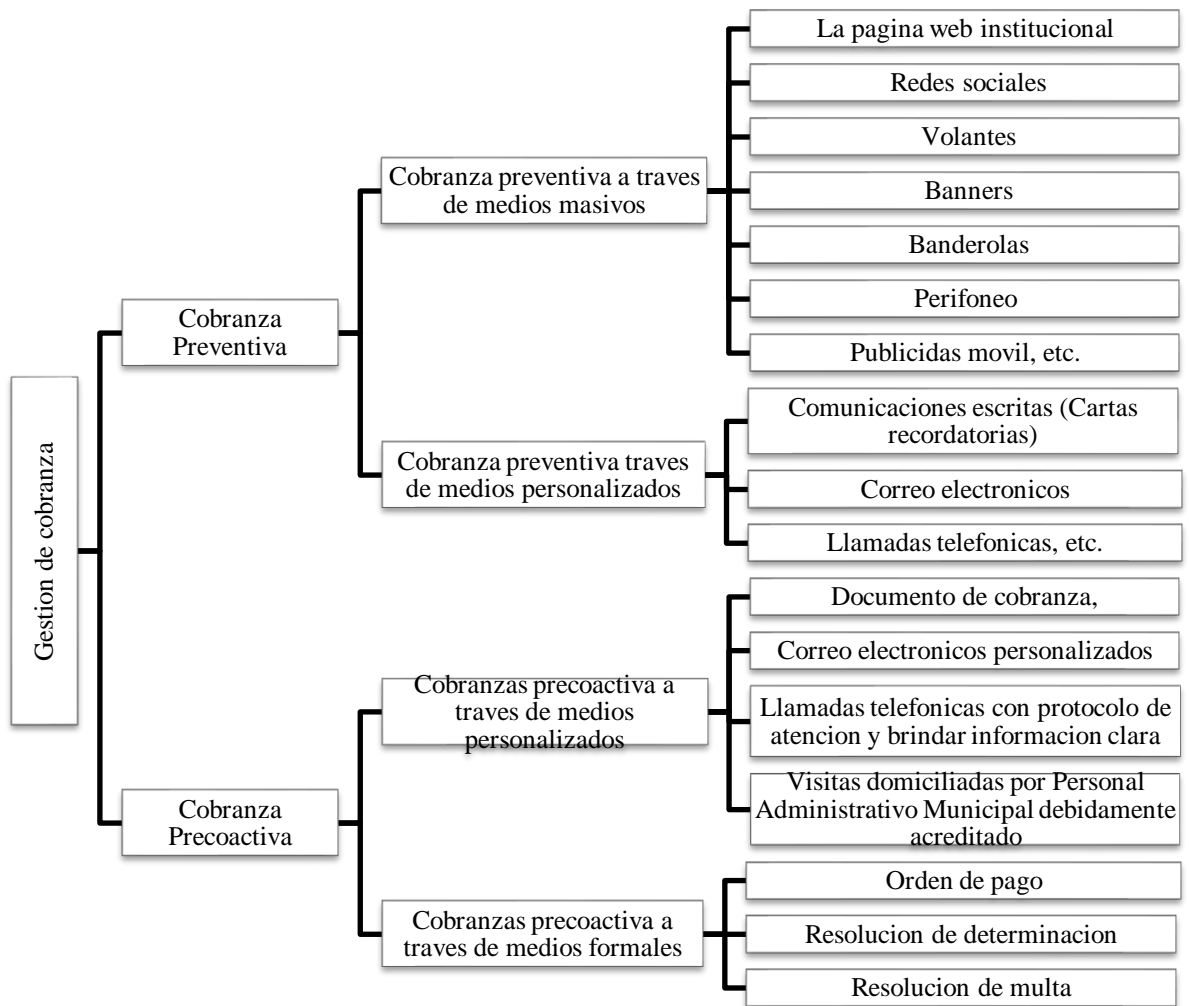 Gestion de cobranza
Cobranza
Preventiva
Cobranza preventiva a traves
de medios masivos
La pagina web institucional
Redes sociales
Volantes
Banners
Banderolas
Perifoneo
Publicidas movil, etc.
Cobranza preventiva traves
de medios personalizados
Comunicaciones escritas (Cartas
recordatorias)
Correo electronicos
Llamadas telefonicas, etc.
Cobranza
Precoactiva
Cobranzas precoactiva a
traves de medios
personalizados
Documento de cobranza,
Correo electronicos personalizados
Llamadas telefonicas con protocolo de
atencion y brindar informacion clara
Visitas domiciliadas por Personal
Administrativo Municipal debidamente
acreditado
Cobranzas precoactiva a
traves de medios formales
Orden de pago
Resolucion de determinacion
Resolucion de multa